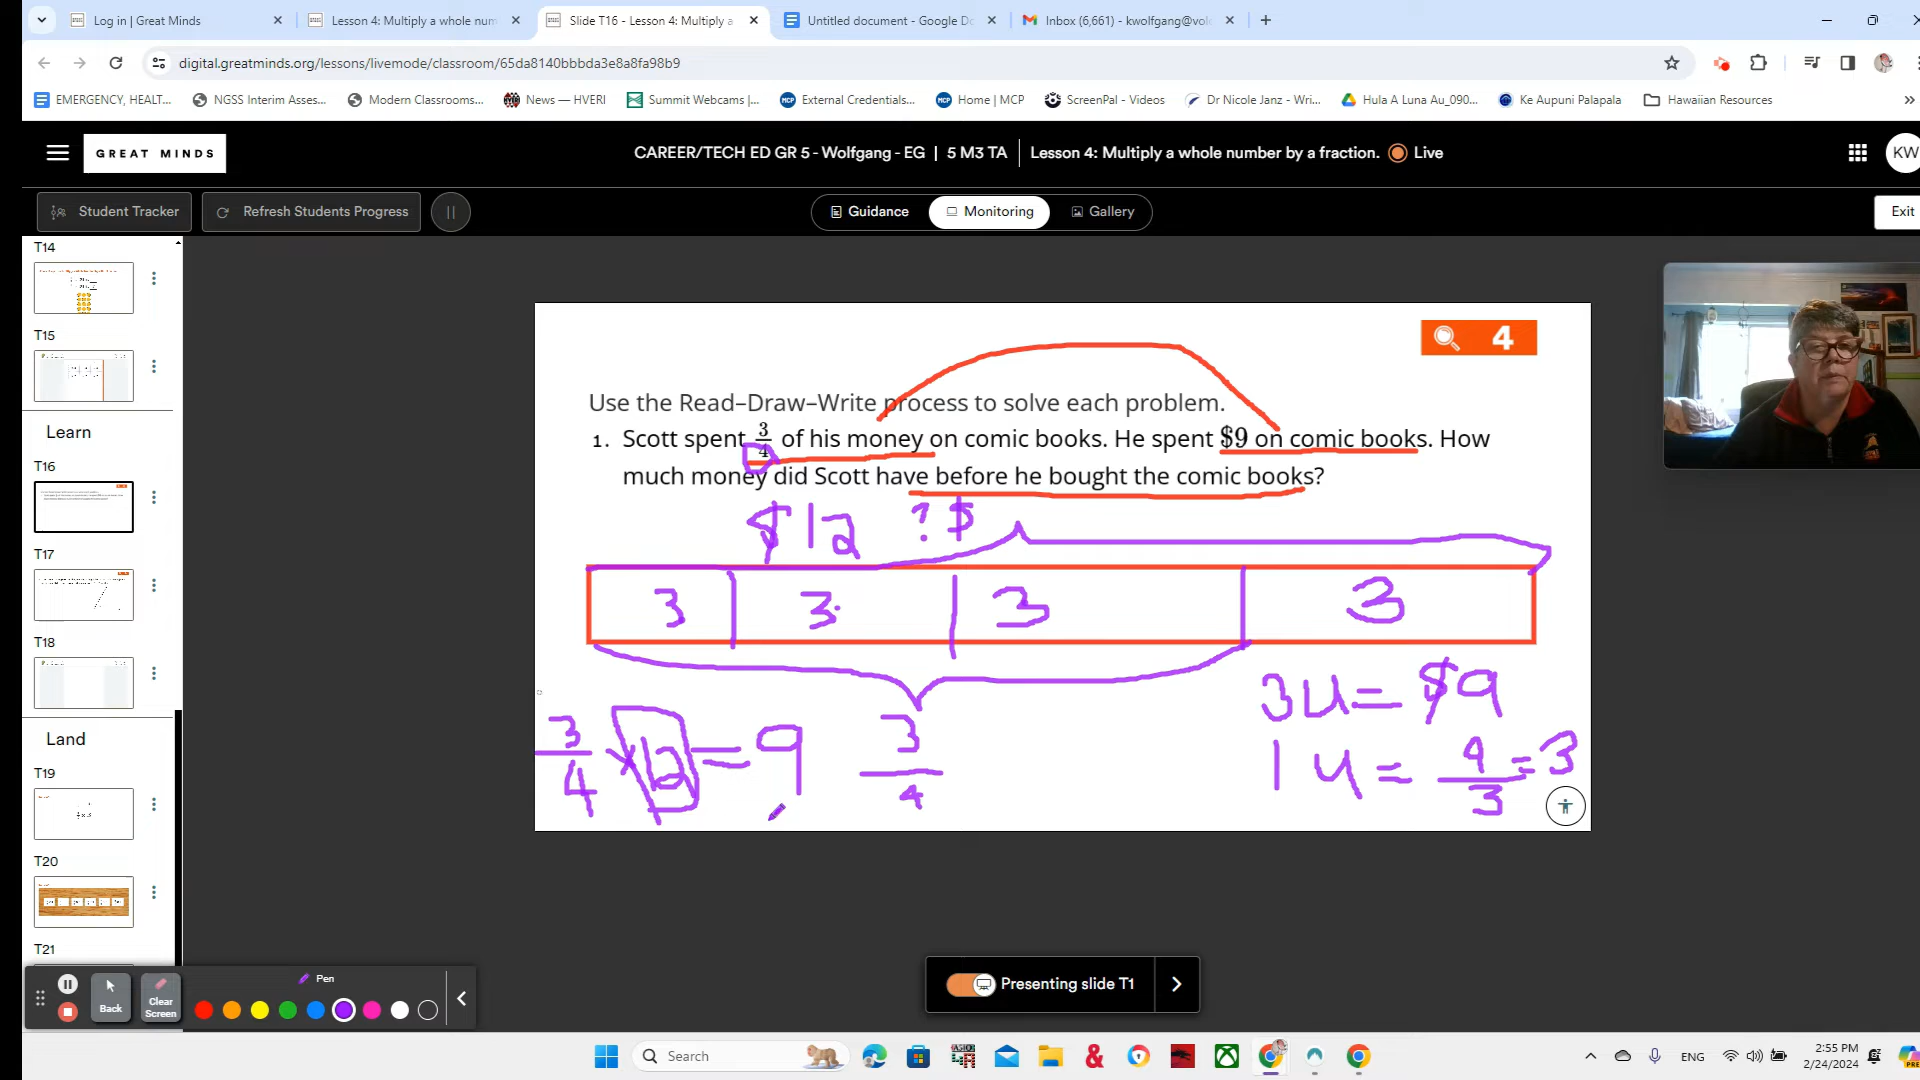 Log in | Great Minds
Lesson 4: Multiply a whole num
Slide T16 - Lesson 4: Multiply a
Untitled document - Google Do
Inbox (6,661) - kwolfgang@vol
digital.greatminds.org/lessons/livemode/classroom/65da8140bbbda3e8a8fa98b9
EMERGENCY, HEALT...
NGSS Interim Asses...
Modern Classrooms...
News — HVERI
Summit Webcams |...
External Credentials...
Home | MCP
ScreenPal - Videos
Dr Nicole Janz - Wri...
Hula A Luna Au_090...
Ke Aupuni Palapala
Hawaiian Resources
GREAT MINDS
CAREER/TECH ED GR 5 - Wolfgang - EG | 5 M3 TA
Lesson 4: Multiply a whole number by a fraction.
Live
KW
Student Tracker
Refresh Students Progress
Guidance
Monitoring
Gallery
Exit
T14
T15
Learn
T16
T17
T18
Land
T19
T20
T21
4
Use the Read–Draw–Write process to solve each problem.
1. Scott spent 3/4 of his money on comic books. He spent $9 on comic books. How
much money did Scott have before he bought the comic books?
$12 ? $
3 3 3 3
3u = $9
3/4 × 12 = 9
3/4
1 u = 9/3 = 3
Presenting slide T1
Pen
Back
Clear
Screen
Search
ENG
2:55 PM
2/24/2024
PRE